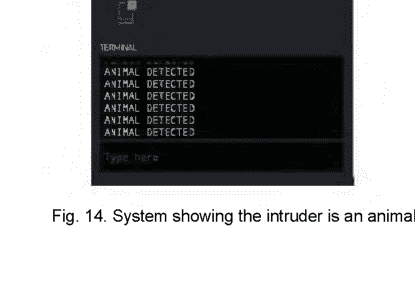 TERMINAL
ANIMAL DETECTED
ANIMAL DETECTED
ANIMAL DETECTED
ANIMAL DETECTED
ANIMAL DETECTED
ANIMAL DETECTED
Type here
Fig. 14. System showing the intruder is an animal